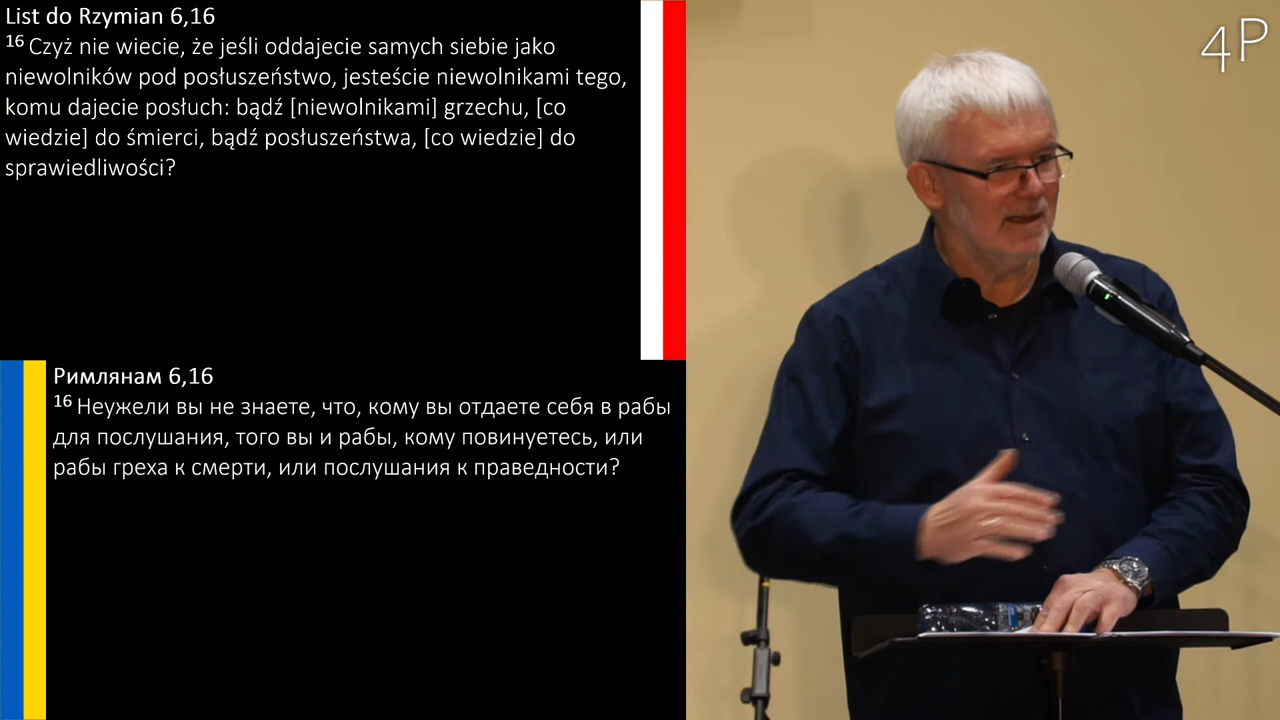 List do Rzymian 6,16
16 Czyż nie wiecie, że jeśli oddajecie samych siebie jako
niewolników pod posłuszeństwo, jesteście niewolnikami tego,
komu dajecie posłuch: bądź [niewolnikami] grzechu, [co
wiedzie] do śmierci, bądź posłuszeństwa, [co wiedzie] do
sprawiedliwości?
Римлянам 6,16
16 Неужели вы не знаете, что, кому вы отдаете себя в рабы
для послушания, того вы и рабы, кому повинуетесь, или
рабы греха к смерти, или послушания к праведности?
4P